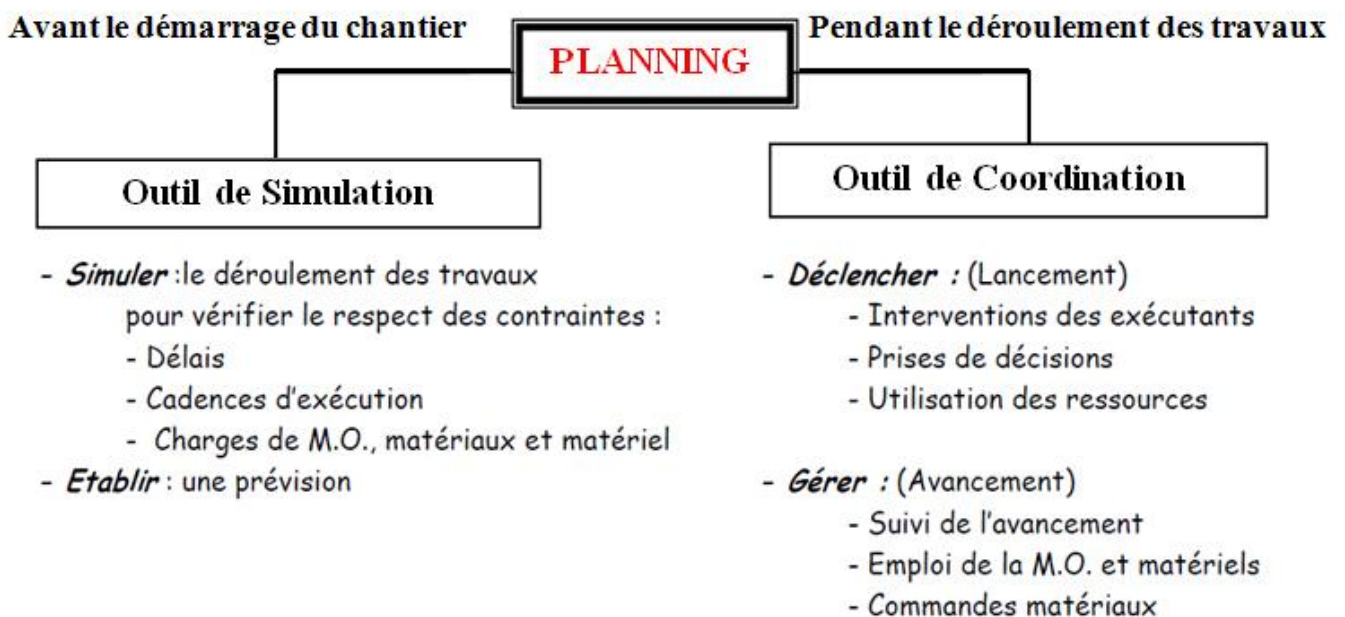 Avant le démarrage du chantier
PLANNING
Pendant le déroulement des travaux
Outil de Simulation
- Simuler :le déroulement des travaux
pour vérifier le respect des contraintes :
- Délais
- Cadences d'exécution
- Charges de M.O., matériaux et matériel
- Etablir : une prévision
Outil de Coordination
- Déclencher : (Lancement)
- Interventions des exécutants
- Prises de décisions
- Utilisation des ressources
- Gérer : (Avancement)
- Suivi de l'avancement
- Emploi de la M.O. et matériels
- Commandes matériaux